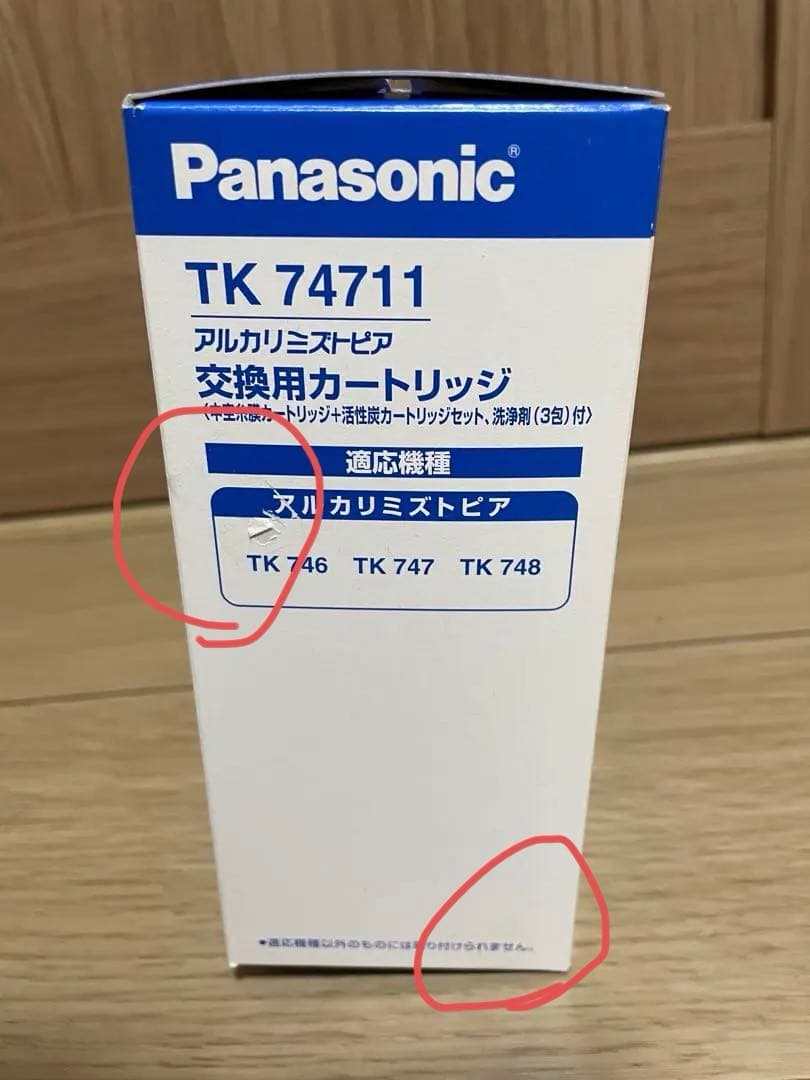 Panasonic®
TK 74711
アルカリミズトピア
交換用カートリッジ
〈中空糸膜カートリッジ+活性炭カートリッジセット、洗浄剤(3包)付〉
適応機種
アルカリミズトピア
TK 746 TK 747 TK 748
●適応機種以外のものには取り付けられません。